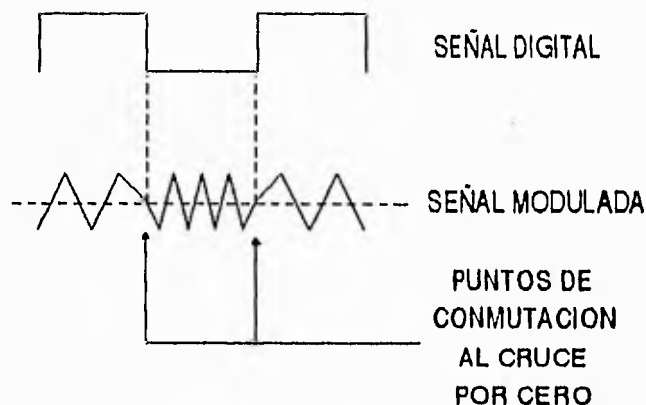 SEÑAL DIGITAL
SEÑAL MODULADA
PUNTOS DE
CONMUTACION
AL CRUCE
POR CERO